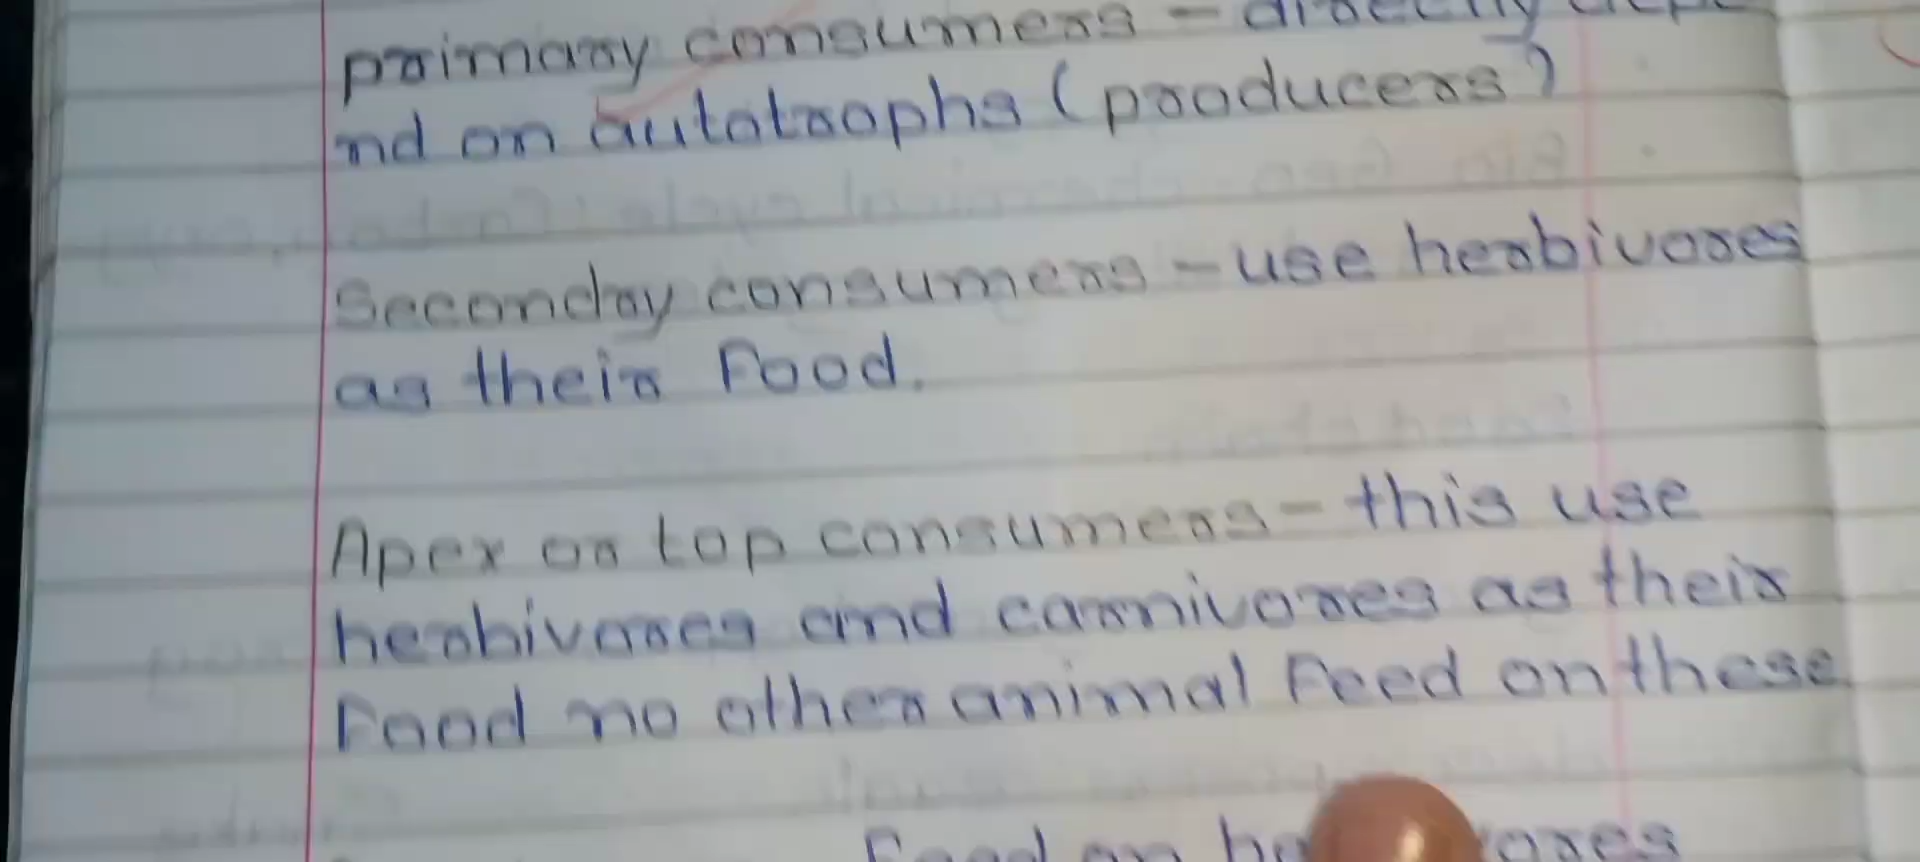 primary consumers - directly depe
nd on autotrophs (producers)
Seconday consumers - use herbivores
as their Food.
Apex or top consumers - this use
herbivores and carnivores as their
Food no other animal Feed on these